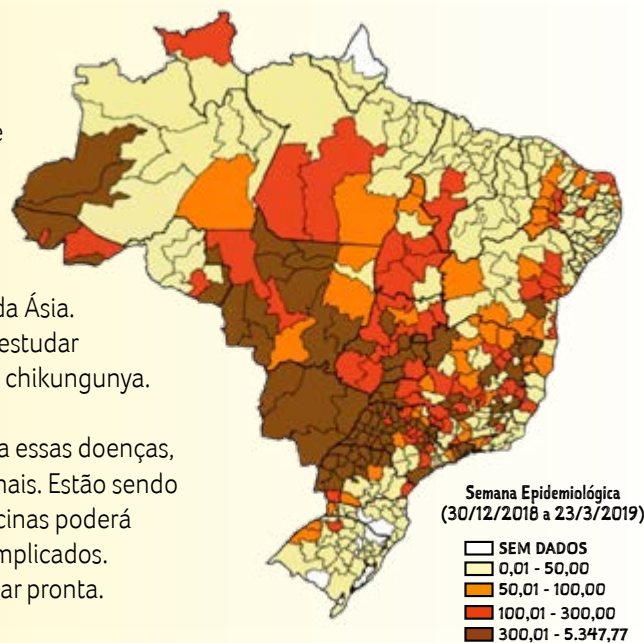 e
da Ásia.
estudar
chikungunya.
a essas doenças,
nais. Estão sendo
cinas poderá
mplicados.
ar pronta.
Semana Epidemiológica
(30/12/2018 a 23/3/2019)
SEM DADOS
0,01 - 50,00
50,01 - 100,00
100,01 - 300,00
300,01 - 5.347,77